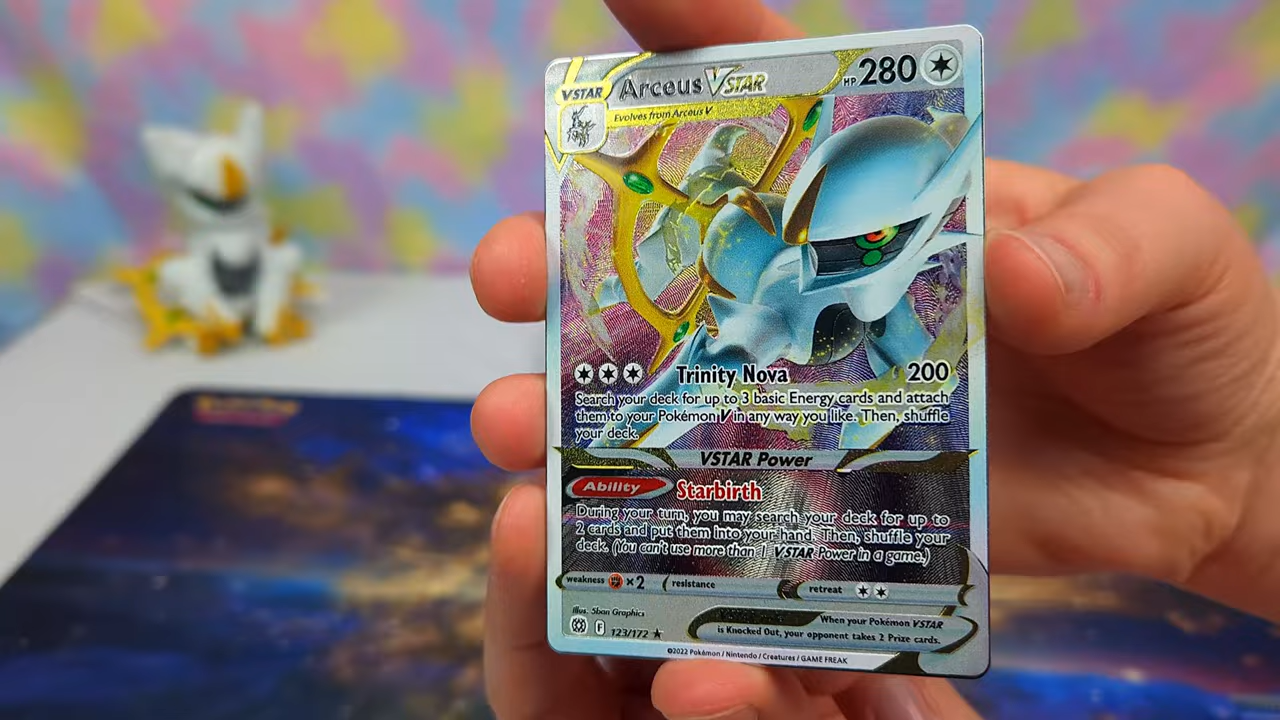 VSTAR Arceus VSTAR HP 280
Evolves from Arceus V
Trinity Nova 200
Search your deck for up to 3 basic Energy cards and attach
them to your Pokémon V in any way you like. Then, shuffle
your deck.
VSTAR Power
Ability Starbirth
During your turn, you may search your deck for up to
2 cards and put them into your hand. Then, shuffle your
deck. (You can't use more than 1 VSTAR Power in a game.)
weakness ×2 resistance retreat
Illus. 5ban Graphics
F 123/172 ★
When your Pokémon VSTAR
is Knocked Out, your opponent takes 2 Prize cards.
©2022 Pokémon / Nintendo / Creatures / GAME FREAK